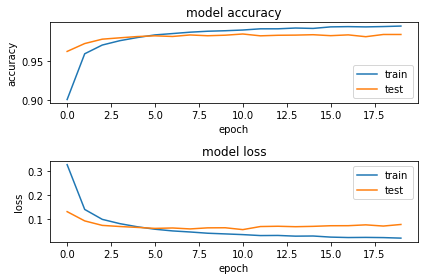 model accuracy
0.95
0.90
accuracy
train
test
0.0 2.5 5.0 7.5 10.0 12.5 15.0 17.5
epoch
model loss
0.3
0.2
0.1
loss
train
test
0.0 2.5 5.0 7.5 10.0 12.5 15.0 17.5
epoch